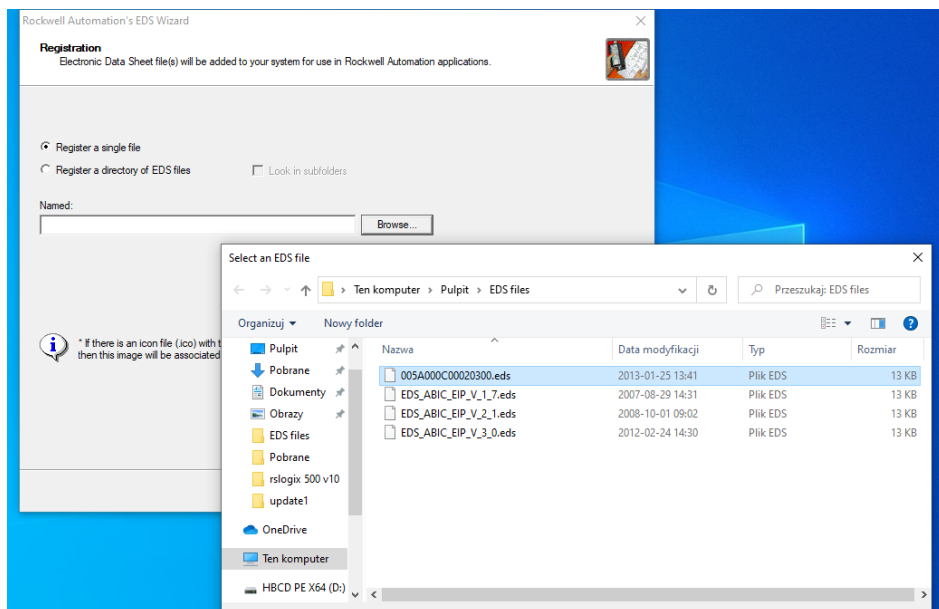 Rockwell Automation's EDS Wizard
Registration
Electronic Data Sheet file(s) will be added to your system for use in Rockwell Automation applications.
Register a single file
Register a directory of EDS files
Look in subfolders
Named:
Browse...
* If there is an icon file (.ico) with t
then this image will be associated
Select an EDS file
Ten komputer > Pulpit > EDS files
Przeszukaj: EDS files
Organizuj
Nowy folder
Pulpit
Pobrane
Dokumenty
Obrazy
EDS files
Pobrane
rslogix 500 v10
update1
OneDrive
Ten komputer
HBCD PE X64 (D:)
Nazwa Data modyfikacji Typ Rozmiar
005A000C00020300.eds 2013-01-25 13:41 Plik EDS 13 KB
EDS_ABIC_EIP_V_1_7.eds 2007-08-29 14:31 Plik EDS 13 KB
EDS_ABIC_EIP_V_2_1.eds 2008-10-01 09:02 Plik EDS 13 KB
EDS_ABIC_EIP_V_3_0.eds 2012-02-24 14:30 Plik EDS 13 KB